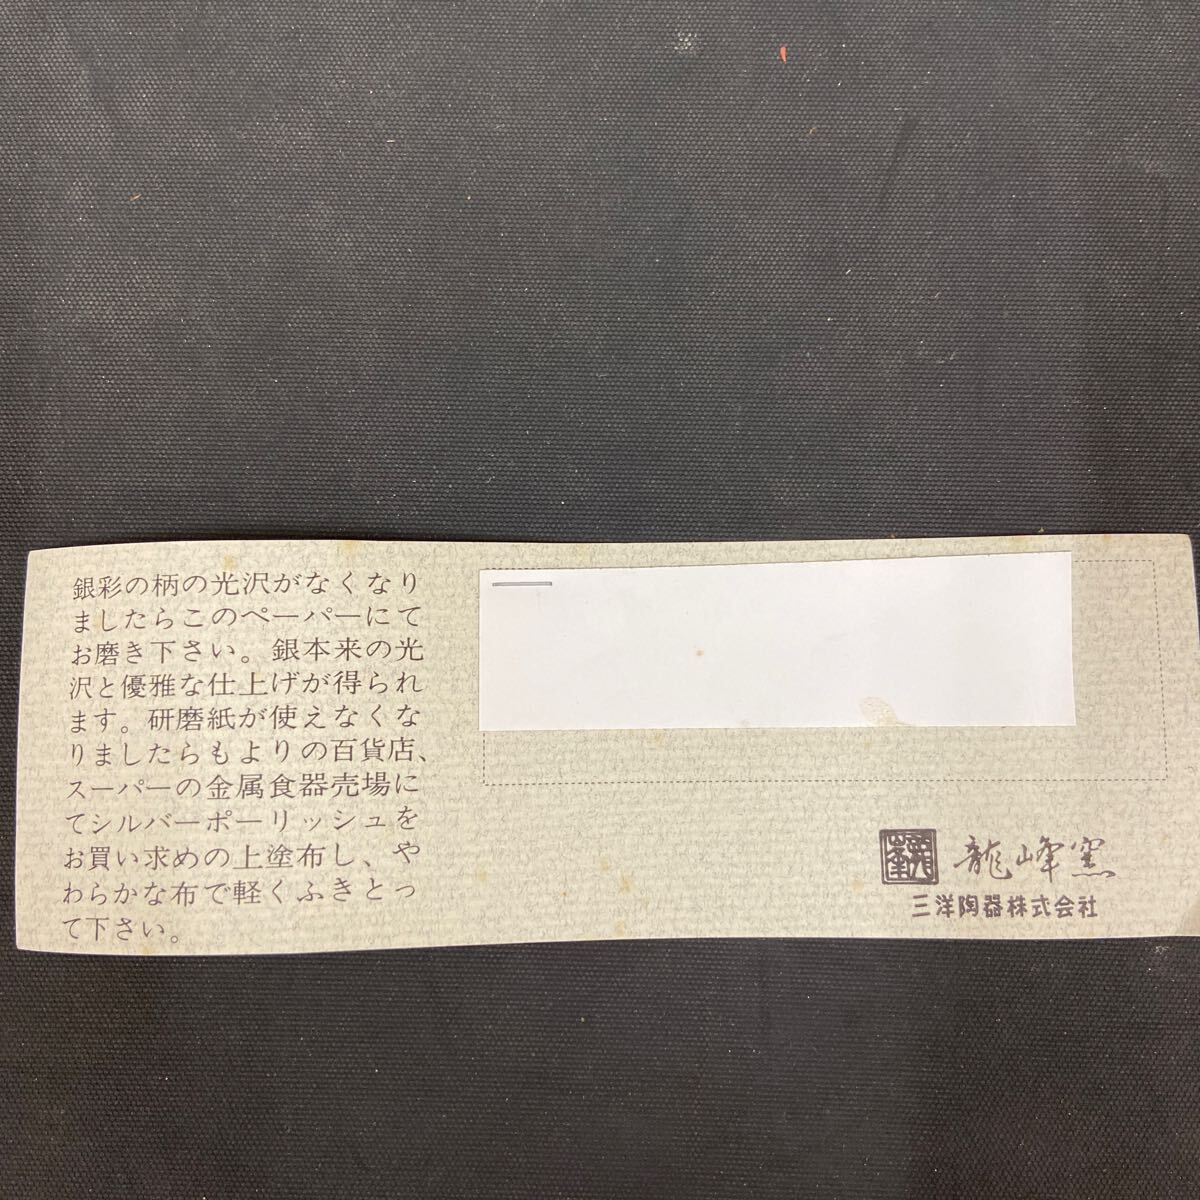 銀彩の柄の光沢がなくなり
ましたらこのペーパーにて
お磨き下さい。銀本来の光
沢と優雅な仕上げが得られ
ます。研磨紙が使えなくな
りましたらもよりの百貨店、
スーパーの金属食器売場に
てシルバーポーリッシュを
お買い求めの上塗布し、や
わらかな布で軽くふきとっ
て下さい。
龍峰窯
三洋陶器株式会社